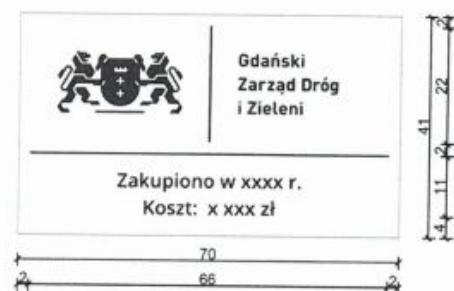 Gdański
Zarząd Dróg
i Zieleni
Zakupiono w xxxx r.
Koszt: x xxx zł
2
22
41
2
11
4
70
2
66
2